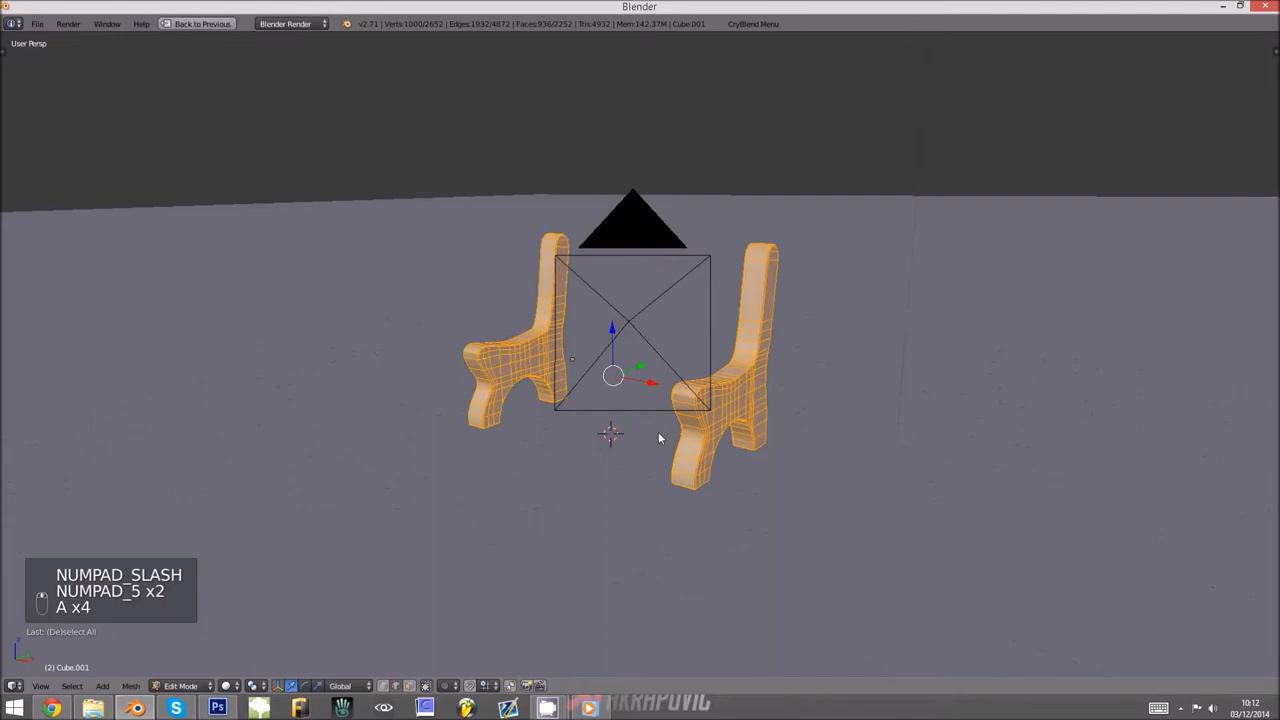 Blender
File Render Window Help Back to Previous Blender Render v2.71 | Verts:1000/2652 | Edges:1932/4872 | Faces:936/2252 | Tris:4932 | Mem:142.37M | Cube.001 CryBlend Menu
User Persp
NUMPAD_SLASH
NUMPAD_5 x2
A x4
Last: (De)select All
(2) Cube.001
View Select Add Mesh Edit Mode Global
AKRAPOVIC
10:12
03/12/2014